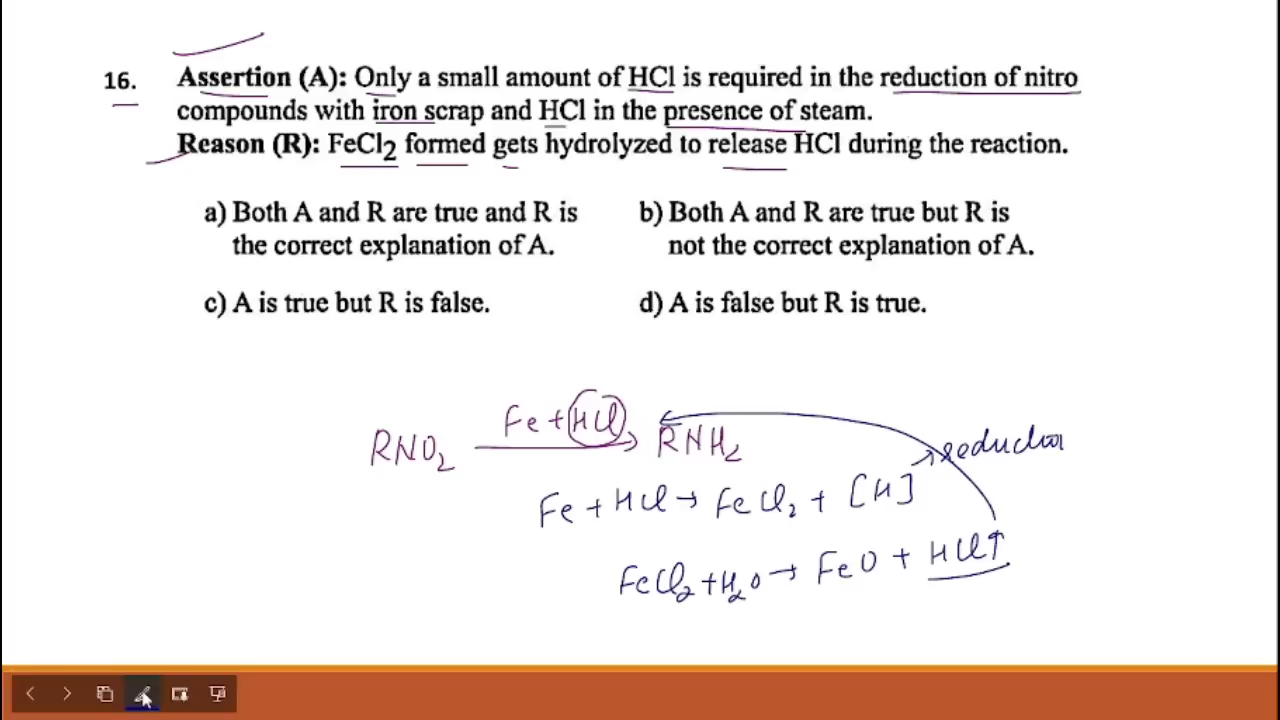 16. Assertion (A): Only a small amount of HCl is required in the reduction of nitro
compounds with iron scrap and HCl in the presence of steam.
Reason (R): FeCl₂ formed gets hydrolyzed to release HCl during the reaction.
a) Both A and R are true and R is
the correct explanation of A.
b) Both A and R are true but R is
not the correct explanation of A.
c) A is true but R is false.
d) A is false but R is true.
Fe + HCl
RNO₂ → RNH₂
reduction
Fe + HCl → FeCl₂ + [H]
FeCl₂ + H₂O → FeO + HCl↑